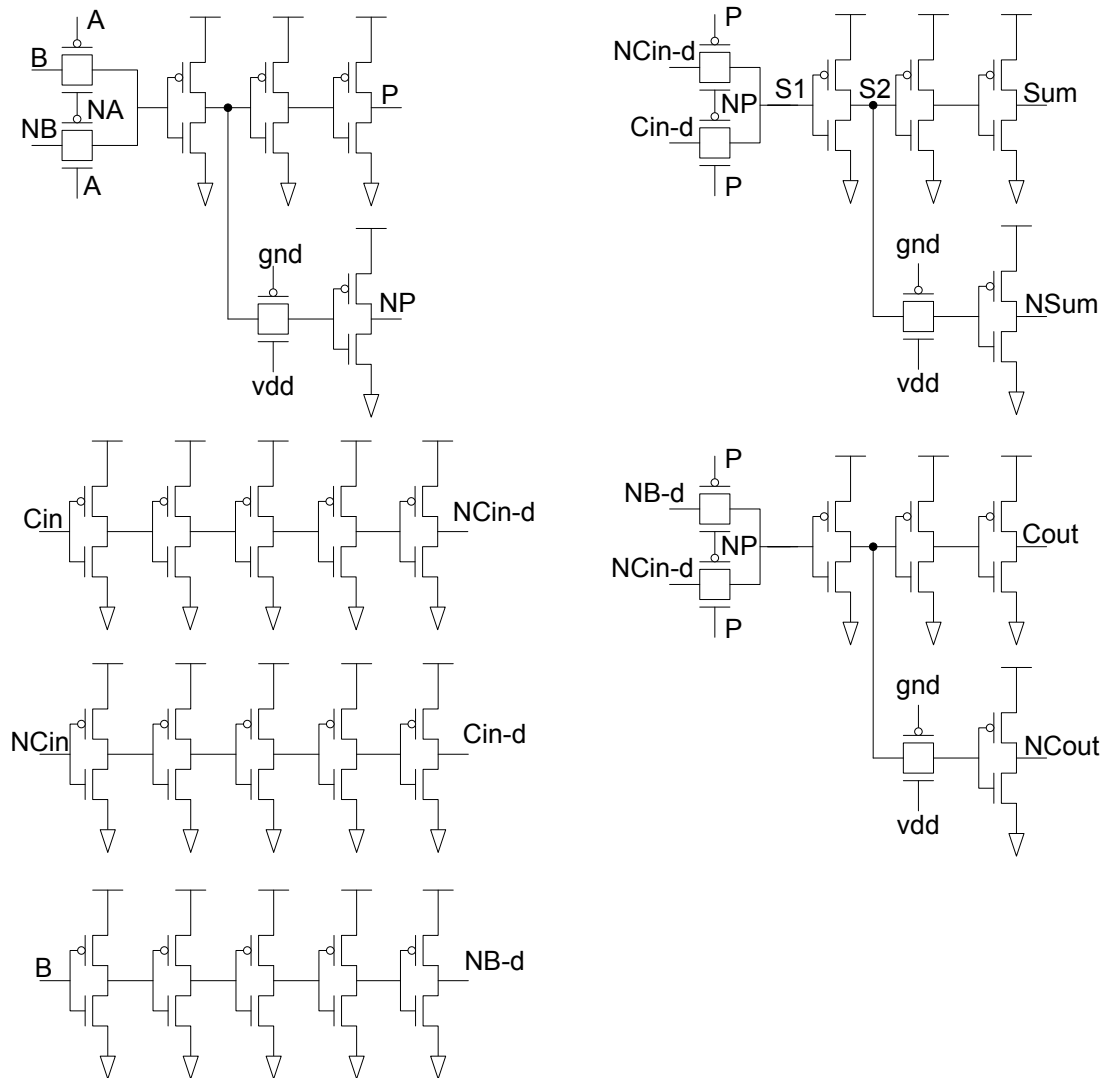 A
B
NA
NB
A
P
gnd
NP
vdd
P
NCin-d
NP
Cin-d
P
S1
S2
Sum
gnd
NSum
vdd
Cin
NCin-d
NCin
Cin-d
B
NB-d
P
NB-d
NP
NCin-d
P
Cout
gnd
NCout
vdd